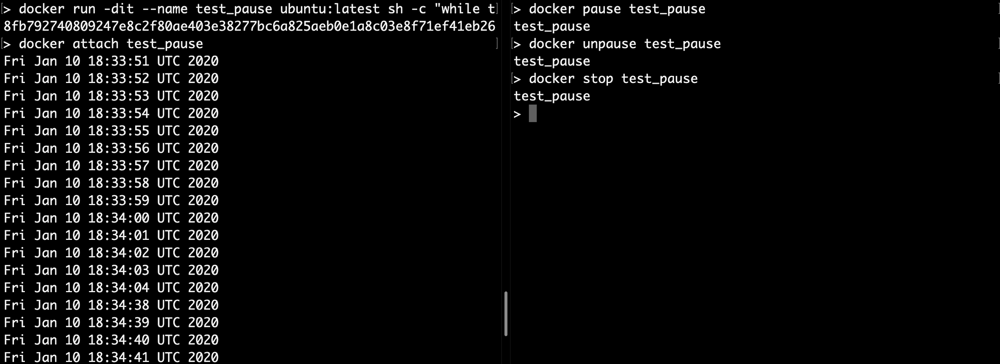 > docker run -dit --name test_pause ubuntu:latest sh -c "while t
8fb792740809247e8c2f80ae403e38277bc6a825aeb0e1a8c03e8f71ef41eb26
> docker attach test_pause
Fri Jan 10 18:33:51 UTC 2020
Fri Jan 10 18:33:52 UTC 2020
Fri Jan 10 18:33:53 UTC 2020
Fri Jan 10 18:33:54 UTC 2020
Fri Jan 10 18:33:55 UTC 2020
Fri Jan 10 18:33:56 UTC 2020
Fri Jan 10 18:33:57 UTC 2020
Fri Jan 10 18:33:58 UTC 2020
Fri Jan 10 18:33:59 UTC 2020
Fri Jan 10 18:34:00 UTC 2020
Fri Jan 10 18:34:01 UTC 2020
Fri Jan 10 18:34:02 UTC 2020
Fri Jan 10 18:34:03 UTC 2020
Fri Jan 10 18:34:04 UTC 2020
Fri Jan 10 18:34:38 UTC 2020
Fri Jan 10 18:34:39 UTC 2020
Fri Jan 10 18:34:40 UTC 2020
Fri Jan 10 18:34:41 UTC 2020
> docker pause test_pause
test_pause
> docker unpause test_pause
test_pause
> docker stop test_pause
test_pause
>